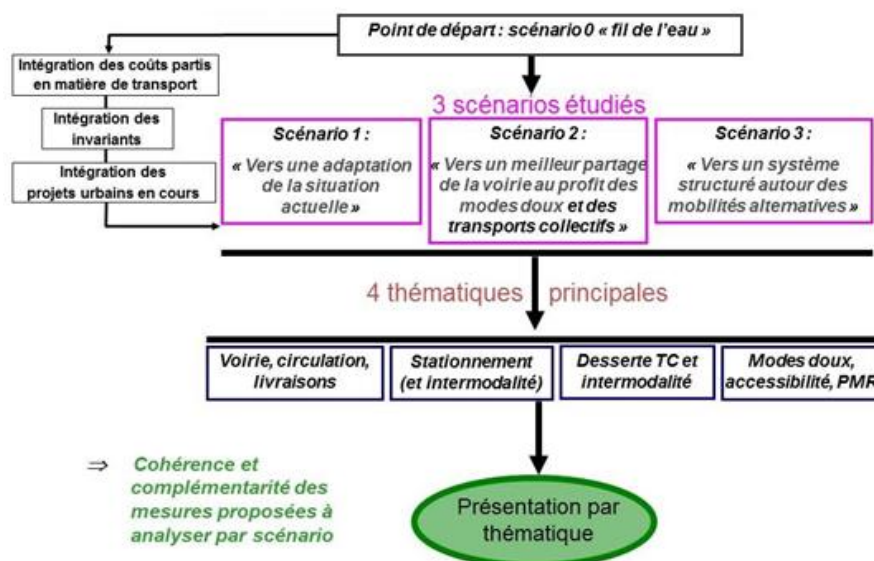 Point de départ : scénario 0 « fil de l'eau »
Intégration des coûts partis
en matière de transport
Intégration des
invariants
Intégration des
projets urbains en cours
3 scénarios étudiés
Scénario 1 :
« Vers une adaptation
de la situation
actuelle »
Scénario 2 :
« Vers un meilleur partage
de la voirie au profit des
modes doux et des
transports collectifs »
Scénario 3 :
« Vers un système
structuré autour des
mobilités alternatives »
4 thématiques principales
Voirie, circulation,
livraisons
Stationnement
(et intermodalité)
Desserte TC et
intermodalité
Modes doux,
accessibilité, PMR
⇒ Cohérence et
complémentarité des
mesures proposées à
analyser par scénario
Présentation par
thématique